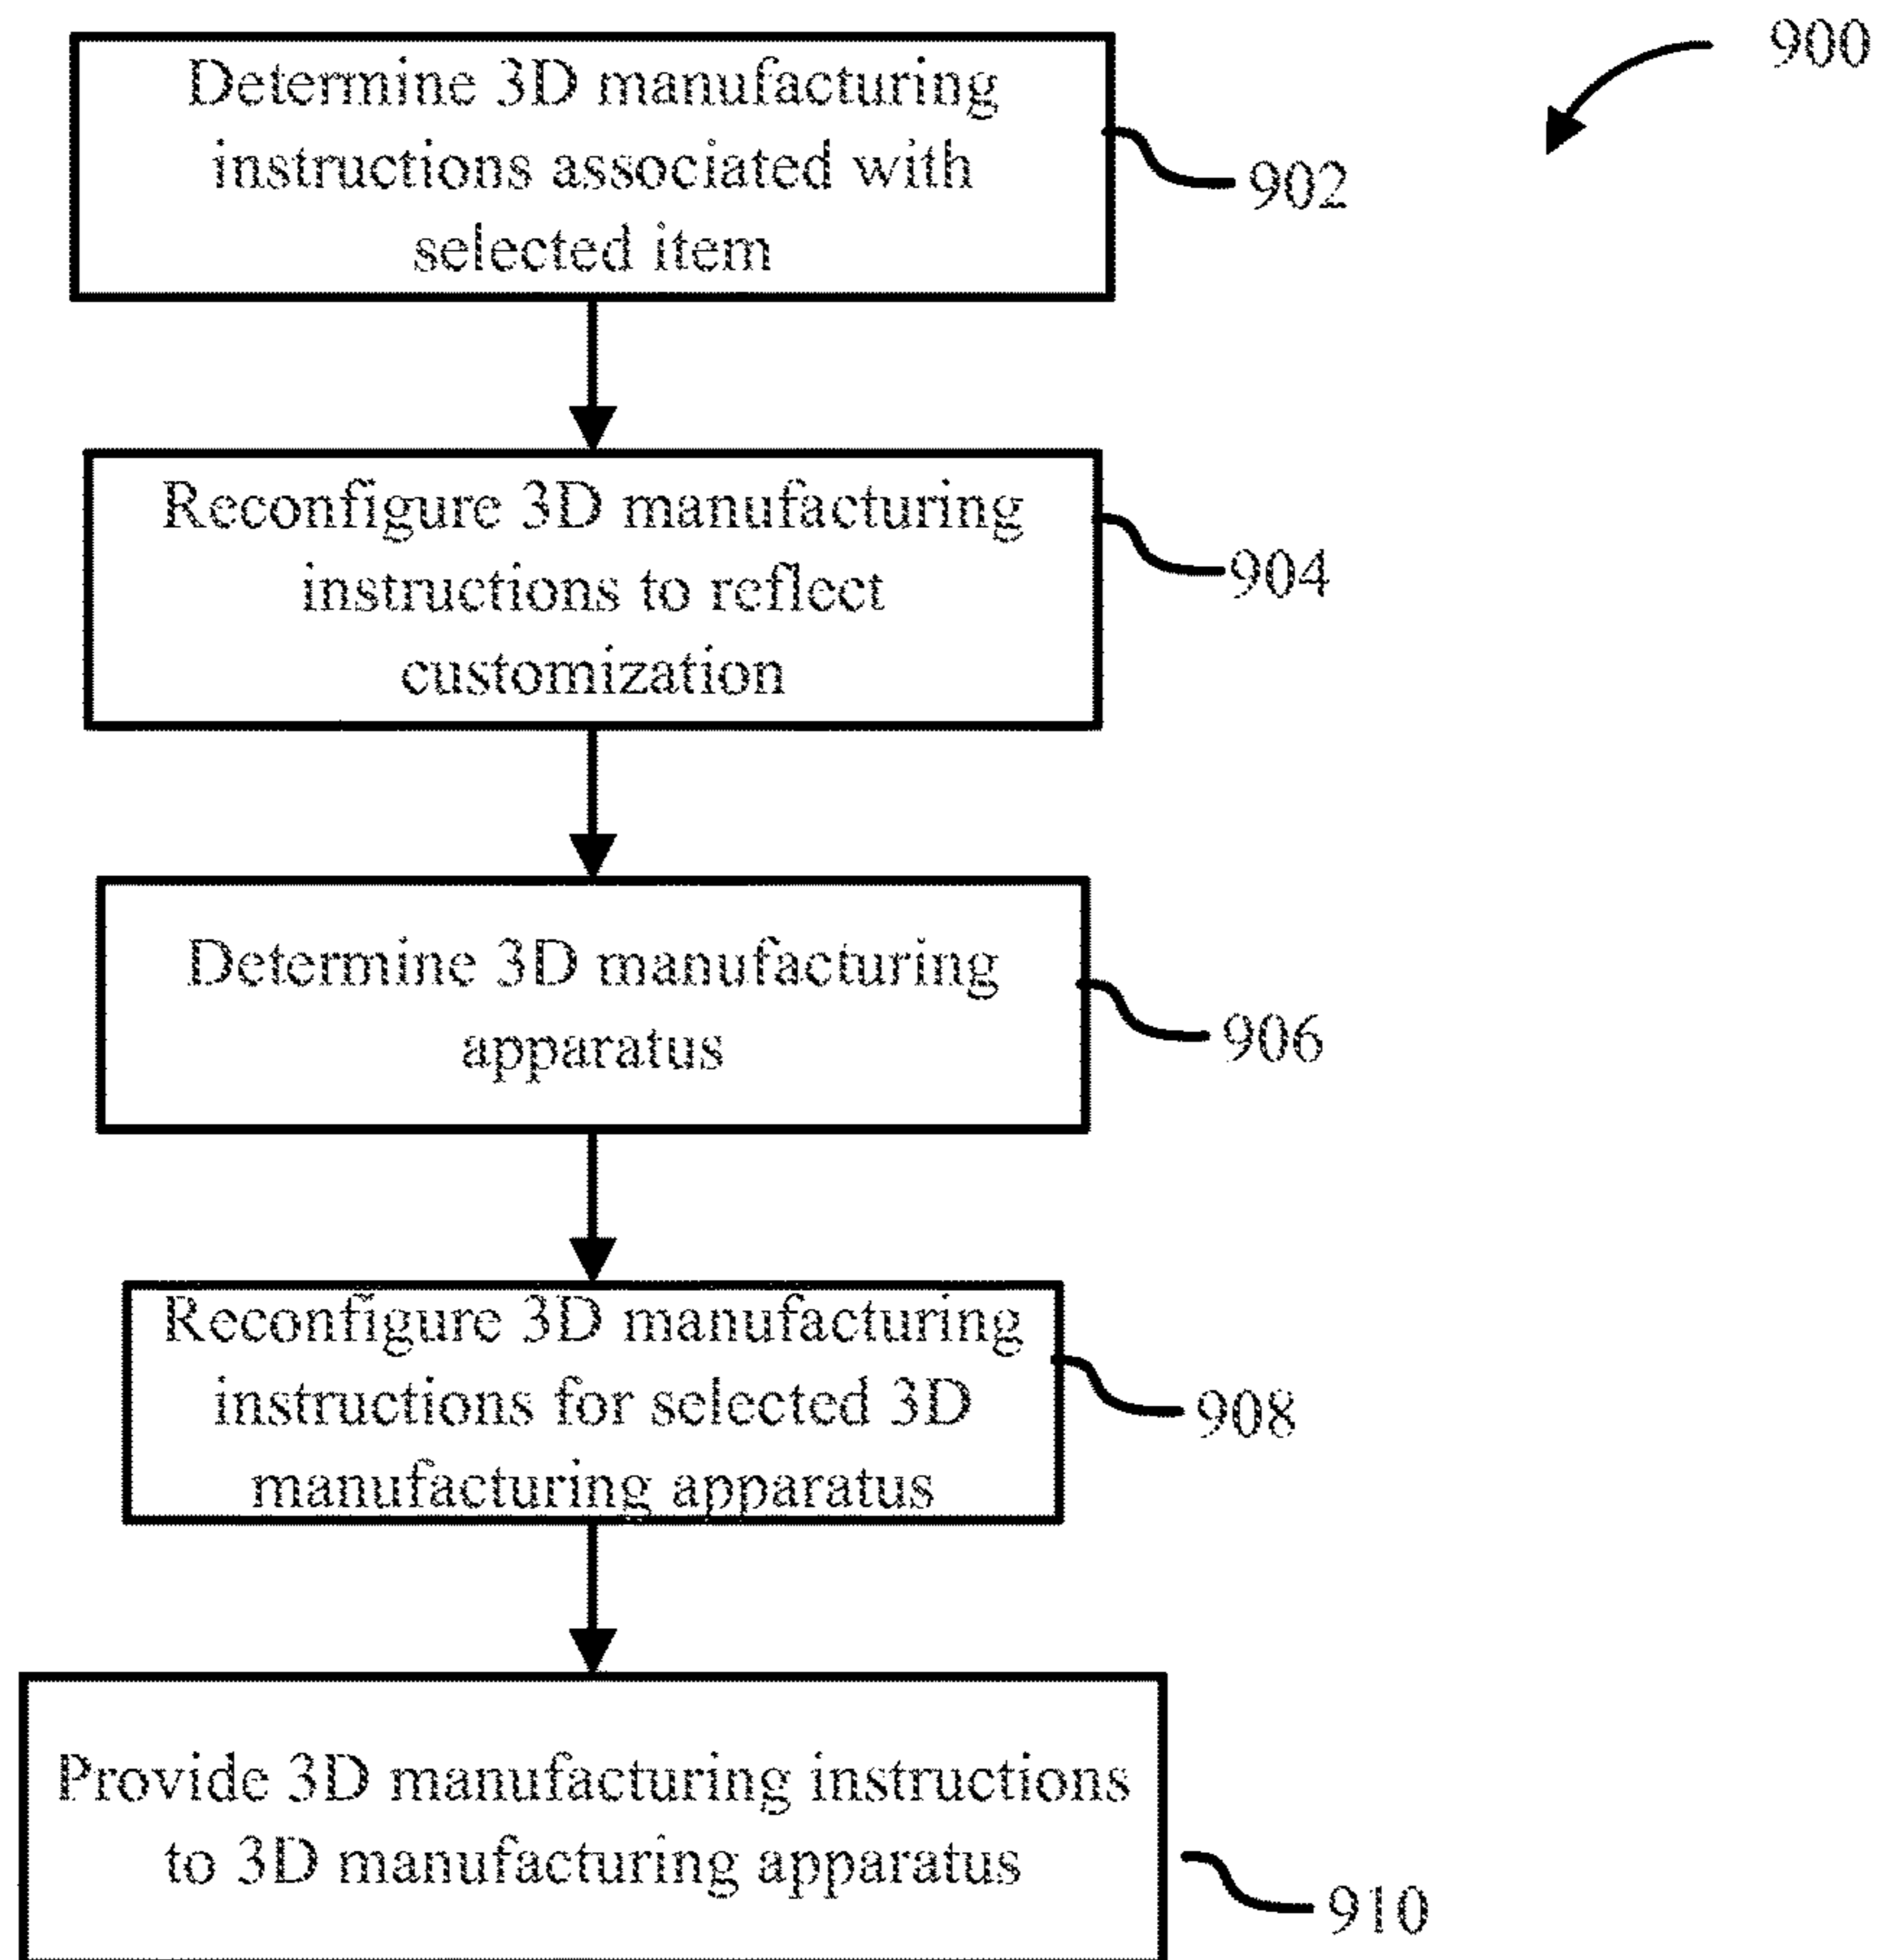 900
Determine 3D manufacturing
instructions associated with
selected item
902
Reconfigure 3D manufacturing
instructions to reflect
customization
904
Determine 3D manufacturing
apparatus
906
Reconfigure 3D manufacturing
instructions for selected 3D
manufacturing apparatus
908
Provide 3D manufacturing instructions
to 3D manufacturing apparatus
910